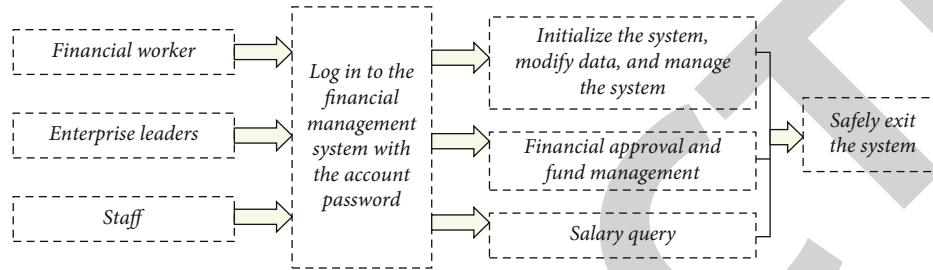 Financial worker
Enterprise leaders
Staff
Log in to the
financial
management
system with
the account
password
Initialize the system,
modify data, and manage
the system
Financial approval and
fund management
Salary query
Safely exit
the system
CT